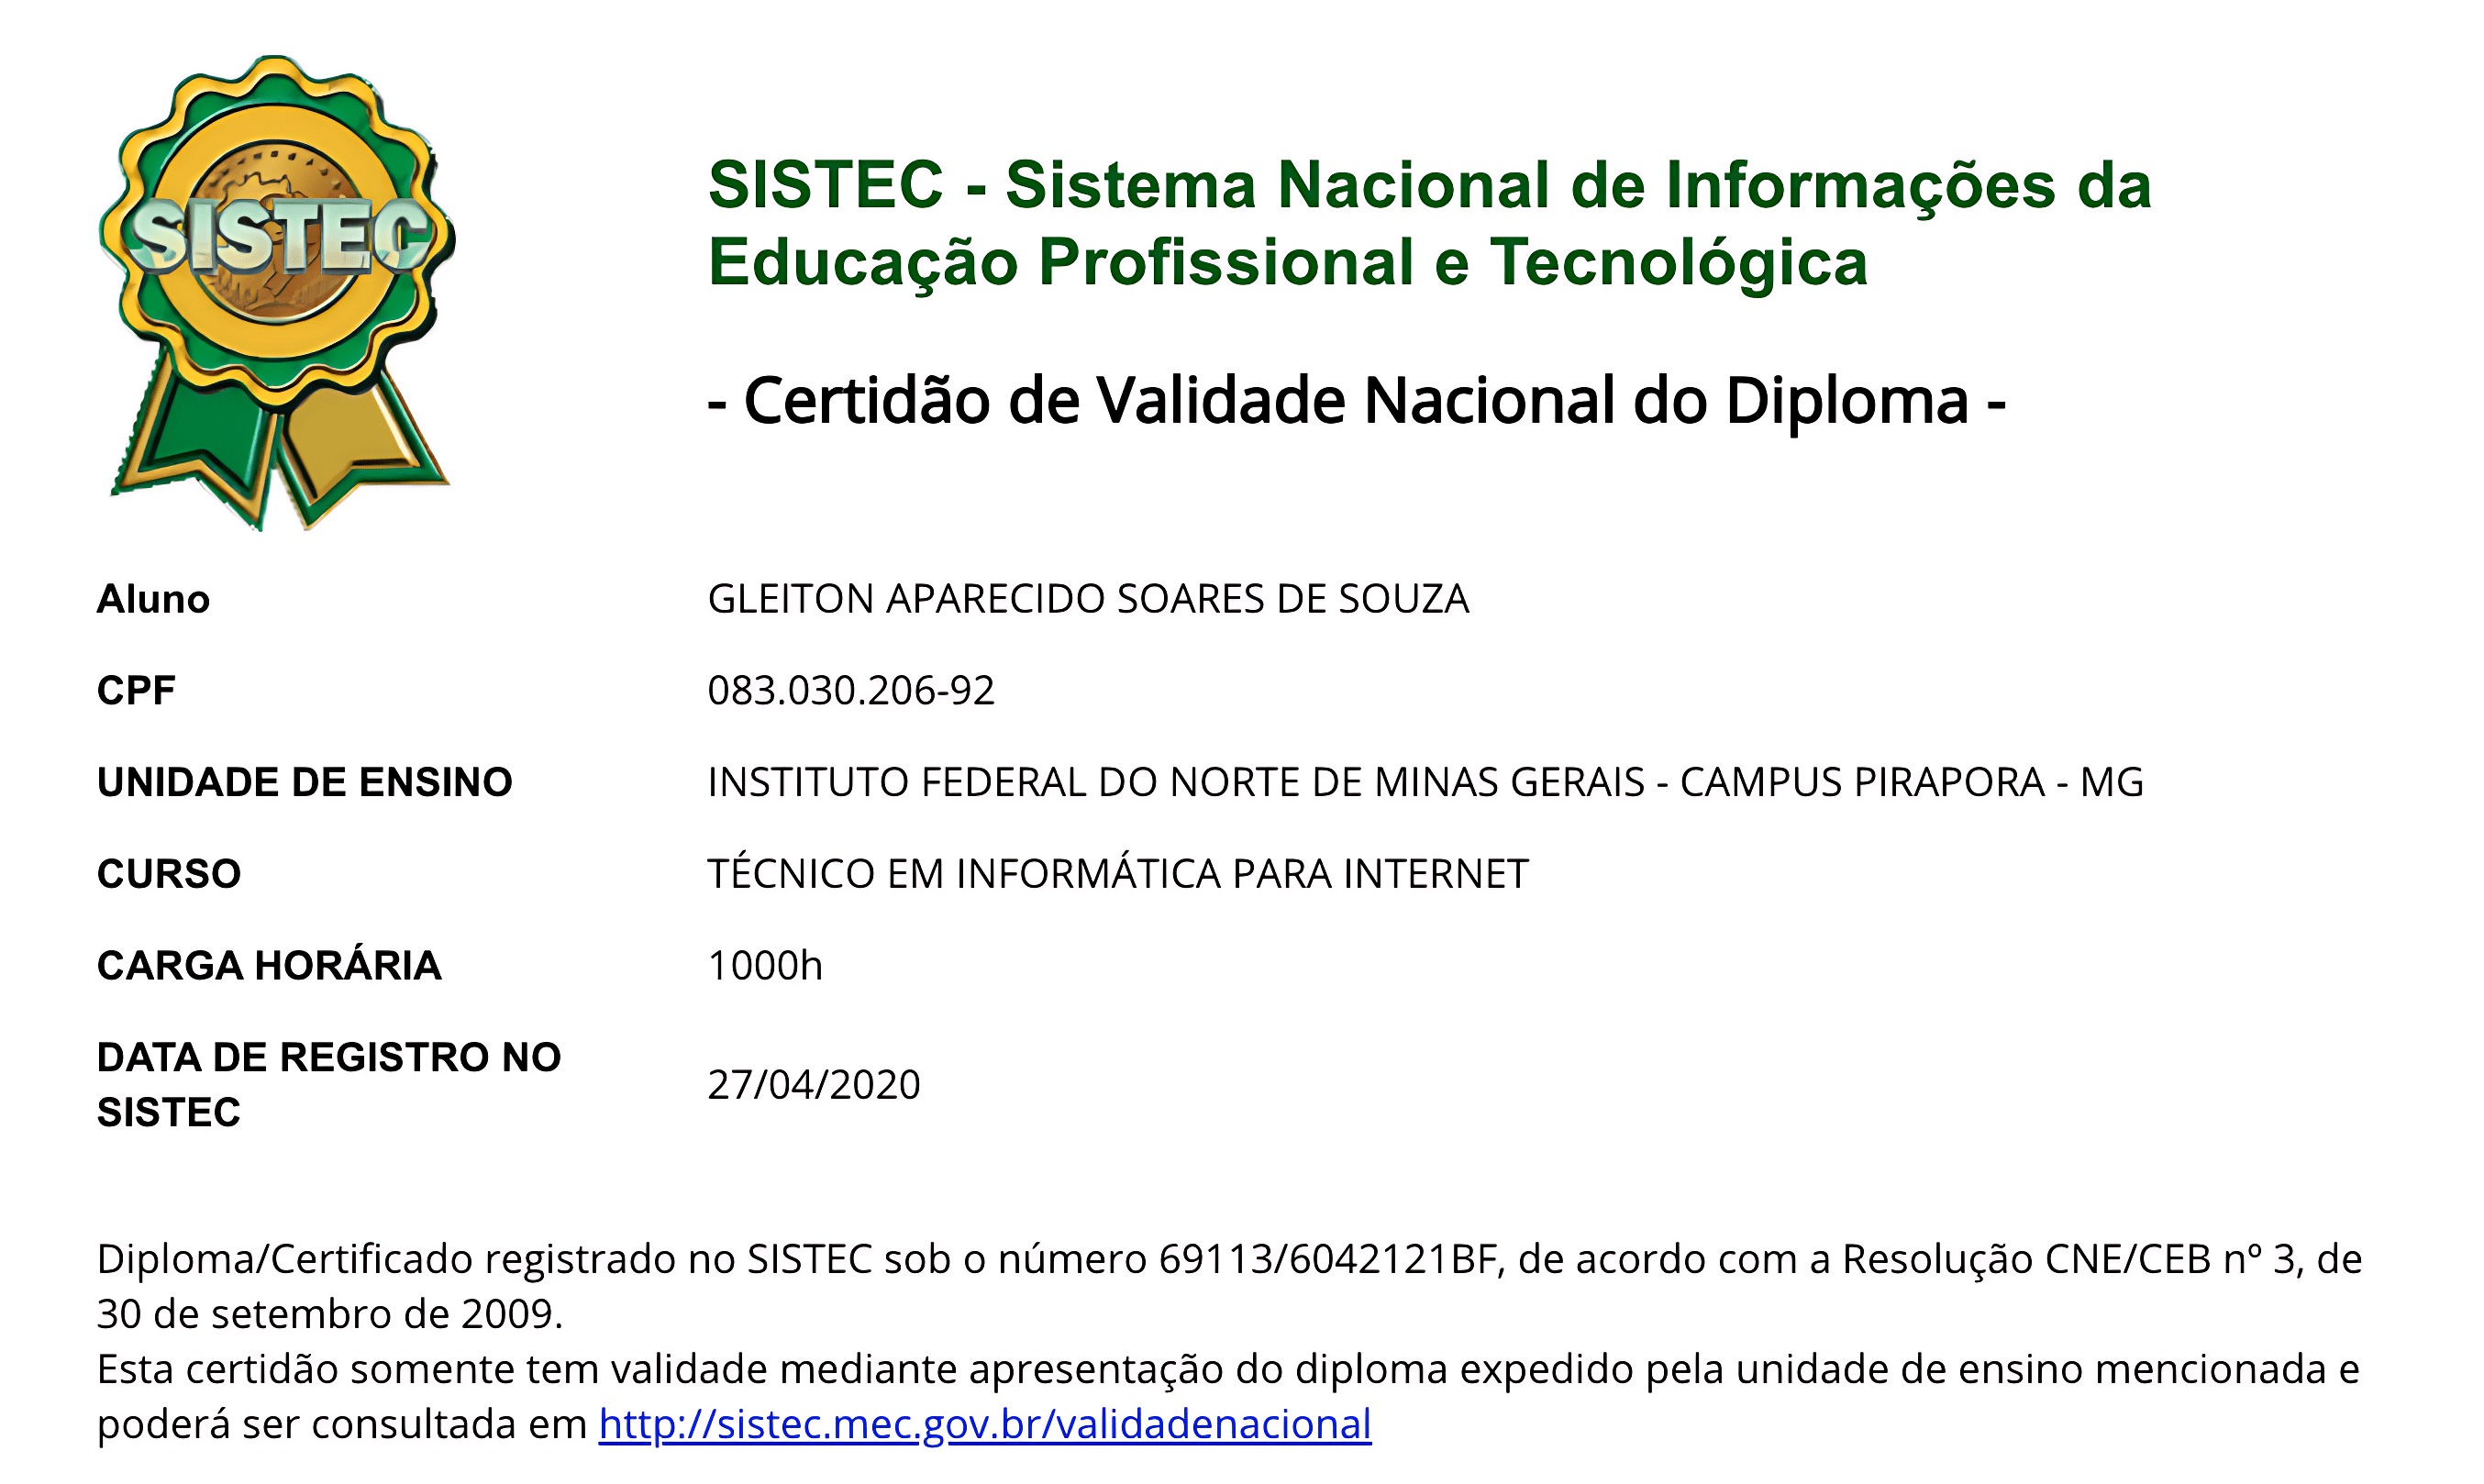 SISTEC
SISTEC - Sistema Nacional de Informações da
Educação Profissional e Tecnológica
- Certidão de Validade Nacional do Diploma -
Aluno GLEITON APARECIDO SOARES DE SOUZA
CPF 083.030.206-92
UNIDADE DE ENSINO INSTITUTO FEDERAL DO NORTE DE MINAS GERAIS - CAMPUS PIRAPORA - MG
CURSO TÉCNICO EM INFORMÁTICA PARA INTERNET
CARGA HORÁRIA 1000h
DATA DE REGISTRO NO
SISTEC 27/04/2020
Diploma/Certificado registrado no SISTEC sob o número 69113/6042121BF, de acordo com a Resolução CNE/CEB nº 3, de
30 de setembro de 2009.
Esta certidão somente tem validade mediante apresentação do diploma expedido pela unidade de ensino mencionada e
poderá ser consultada em http://sistec.mec.gov.br/validadenacional